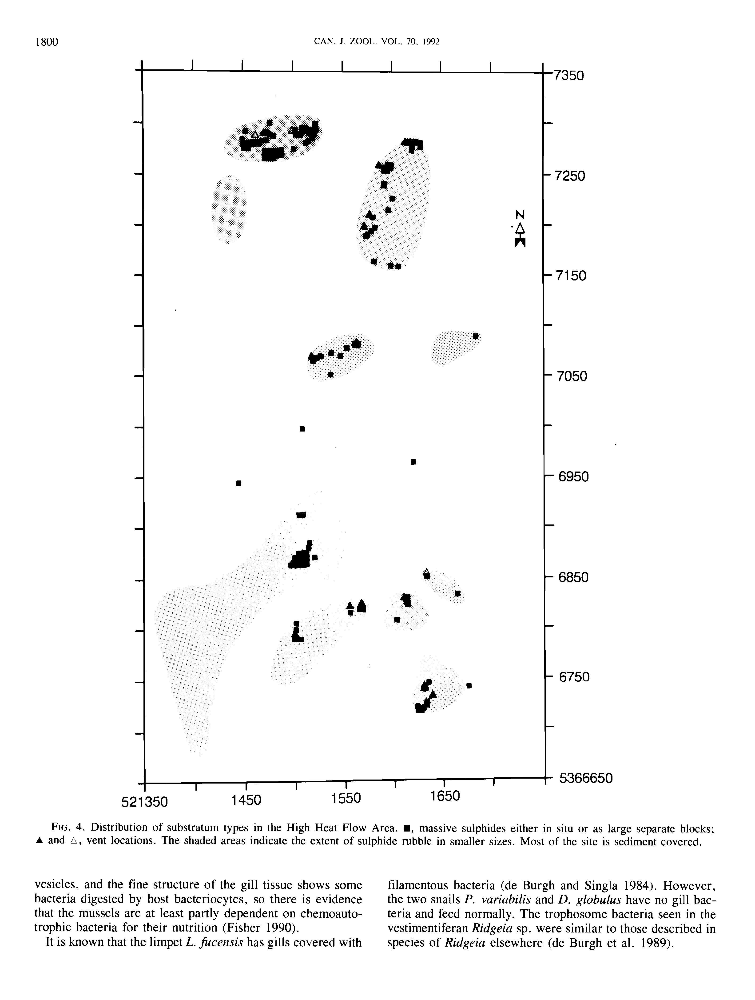 1800
CAN. J. ZOOL. VOL. 70, 1992
7350
7250
N
7150
7050
6950
6850
6750
5366650
521350 1450 1550 1650
FIG. 4. Distribution of substratum types in the High Heat Flow Area. ■, massive sulphides either in situ or as large separate blocks;
▲ and △, vent locations. The shaded areas indicate the extent of sulphide rubble in smaller sizes. Most of the site is sediment covered.
vesicles, and the fine structure of the gill tissue shows some
bacteria digested by host bacteriocytes, so there is evidence
that the mussels are at least partly dependent on chemoauto-
trophic bacteria for their nutrition (Fisher 1990).
It is known that the limpet L. fucensis has gills covered with
filamentous bacteria (de Burgh and Singla 1984). However,
the two snails P. variabilis and D. globulus have no gill bac-
teria and feed normally. The trophosome bacteria seen in the
vestimentiferan Ridgeia sp. were similar to those described in
species of Ridgeia elsewhere (de Burgh et al. 1989).